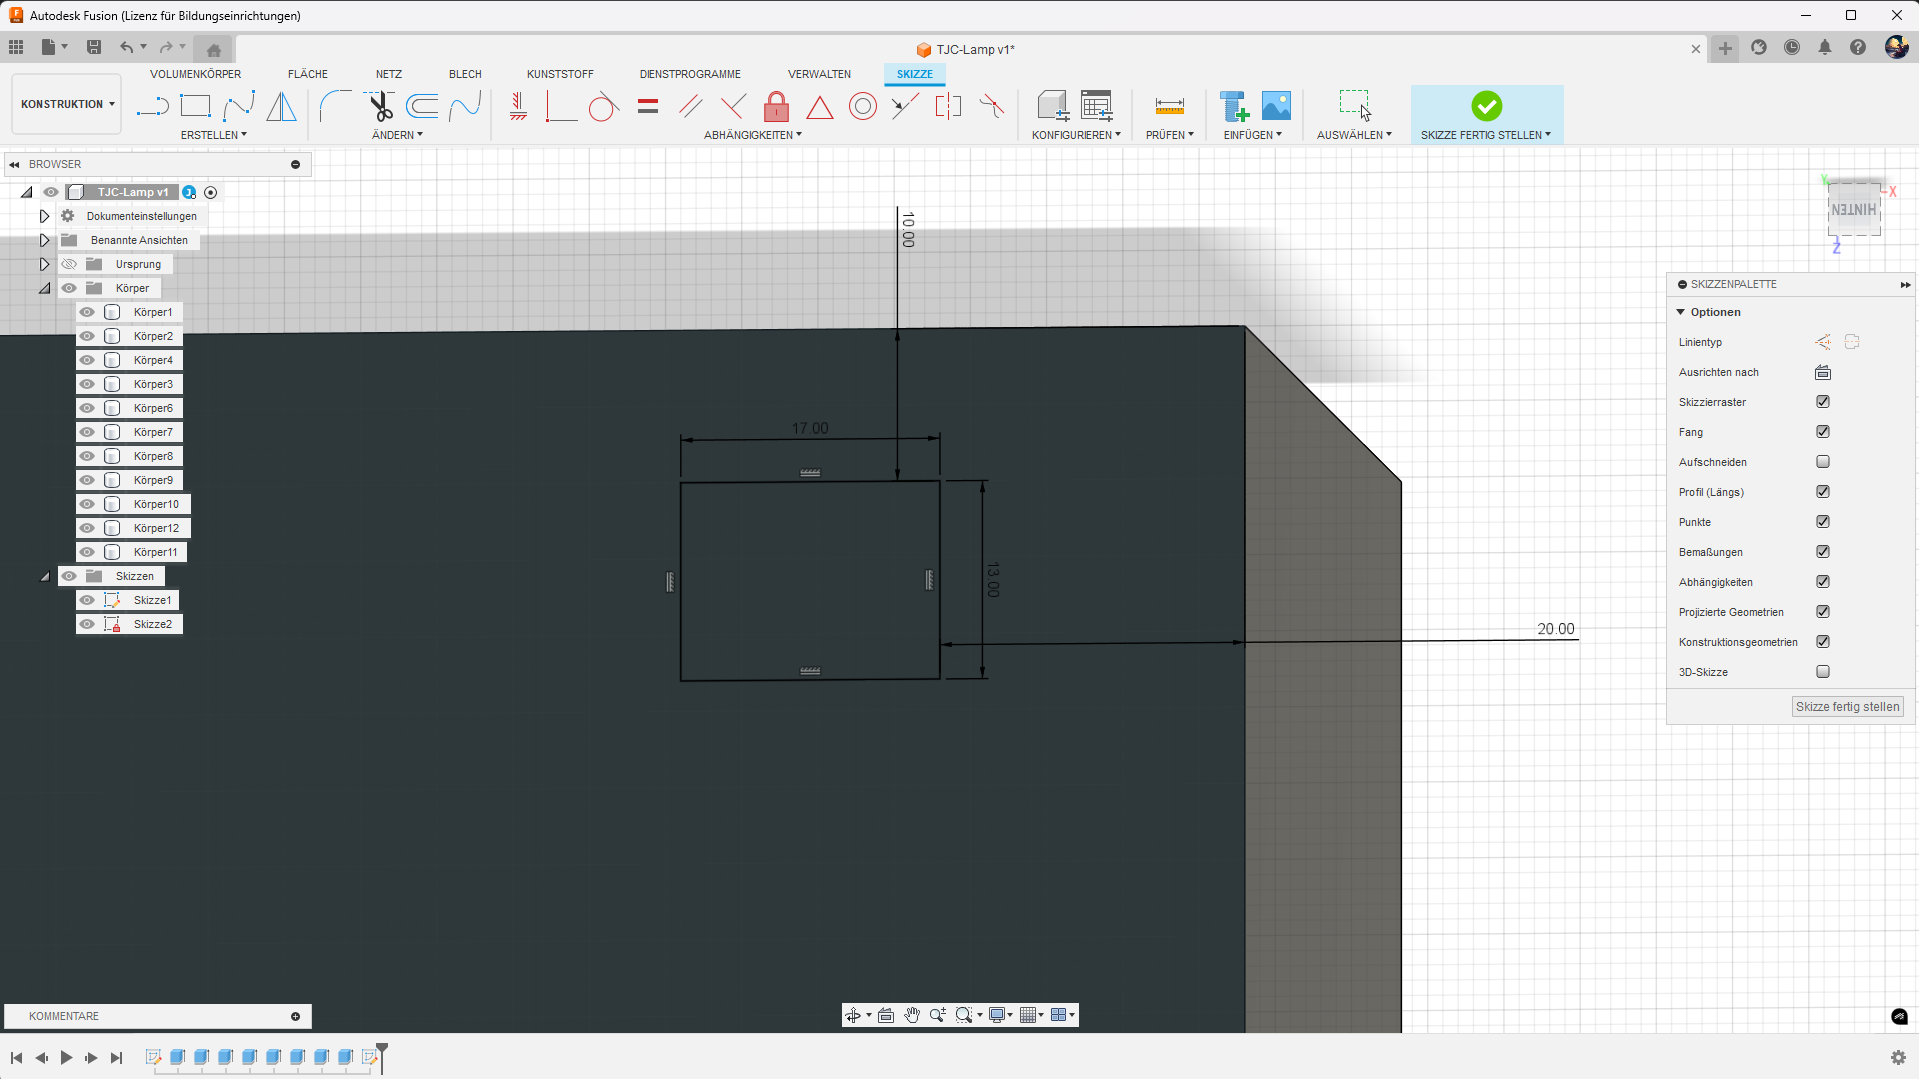 Autodesk Fusion (Lizenz für Bildungseinrichtungen)
TJC-Lamp v1*
VOLUMENKÖRPER FLÄCHE NETZ BLECH KUNSTSTOFF DIENSTPROGRAMME VERWALTEN SKIZZE
KONSTRUKTION
ERSTELLEN ÄNDERN ABHÄNGIGKEITEN KONFIGURIEREN PRÜFEN EINFÜGEN AUSWÄHLEN SKIZZE FERTIG STELLEN
BROWSER
TJC-Lamp v1
Dokumenteinstellungen
Benannte Ansichten
Ursprung
Körper
Körper1
Körper2
Körper4
Körper3
Körper6
Körper7
Körper8
Körper9
Körper10
Körper12
Körper11
Skizzen
Skizze1
Skizze2
10.00
17.00
13.00
20.00
Y
X
HINTEN
Z
SKIZZENPALETTE
Optionen
Linientyp
Ausrichten nach
Skizzierraster
Fang
Aufschneiden
Profil (Längs)
Punkte
Bemaßungen
Abhängigkeiten
Projizierte Geometrien
Konstruktionsgeometrien
3D-Skizze
Skizze fertig stellen
KOMMENTARE